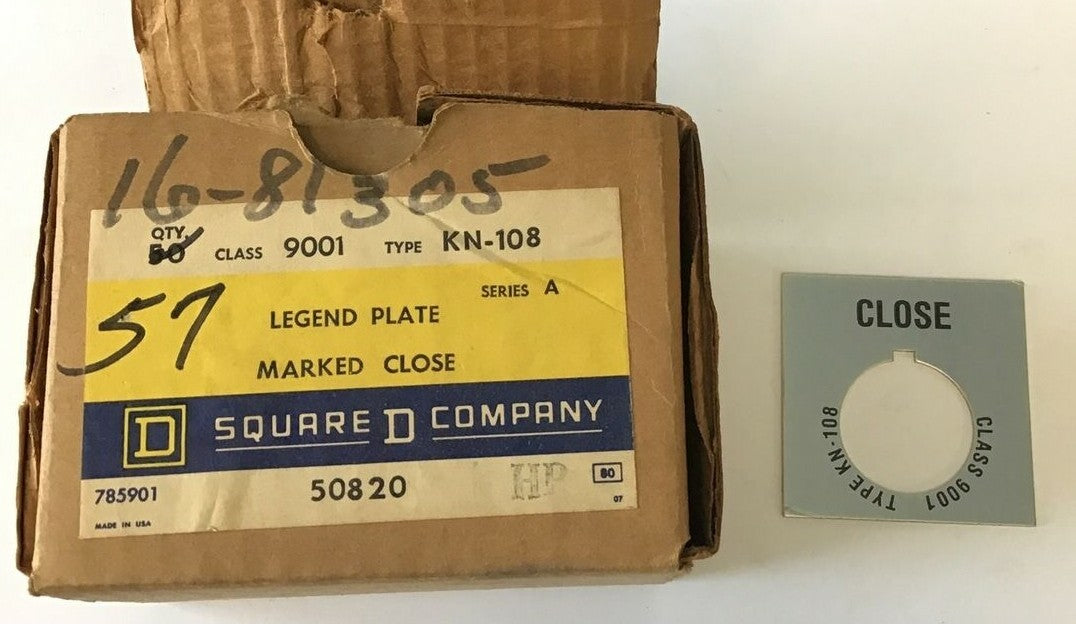 16-81305
QTY.
50 CLASS 9001 TYPE KN-108
57
SERIES A
LEGEND PLATE
MARKED CLOSE
D SQUARE D COMPANY
785901 50820 HP 80
MADE IN USA 07
CLOSE
CLASS 9001 TYPE KN-108